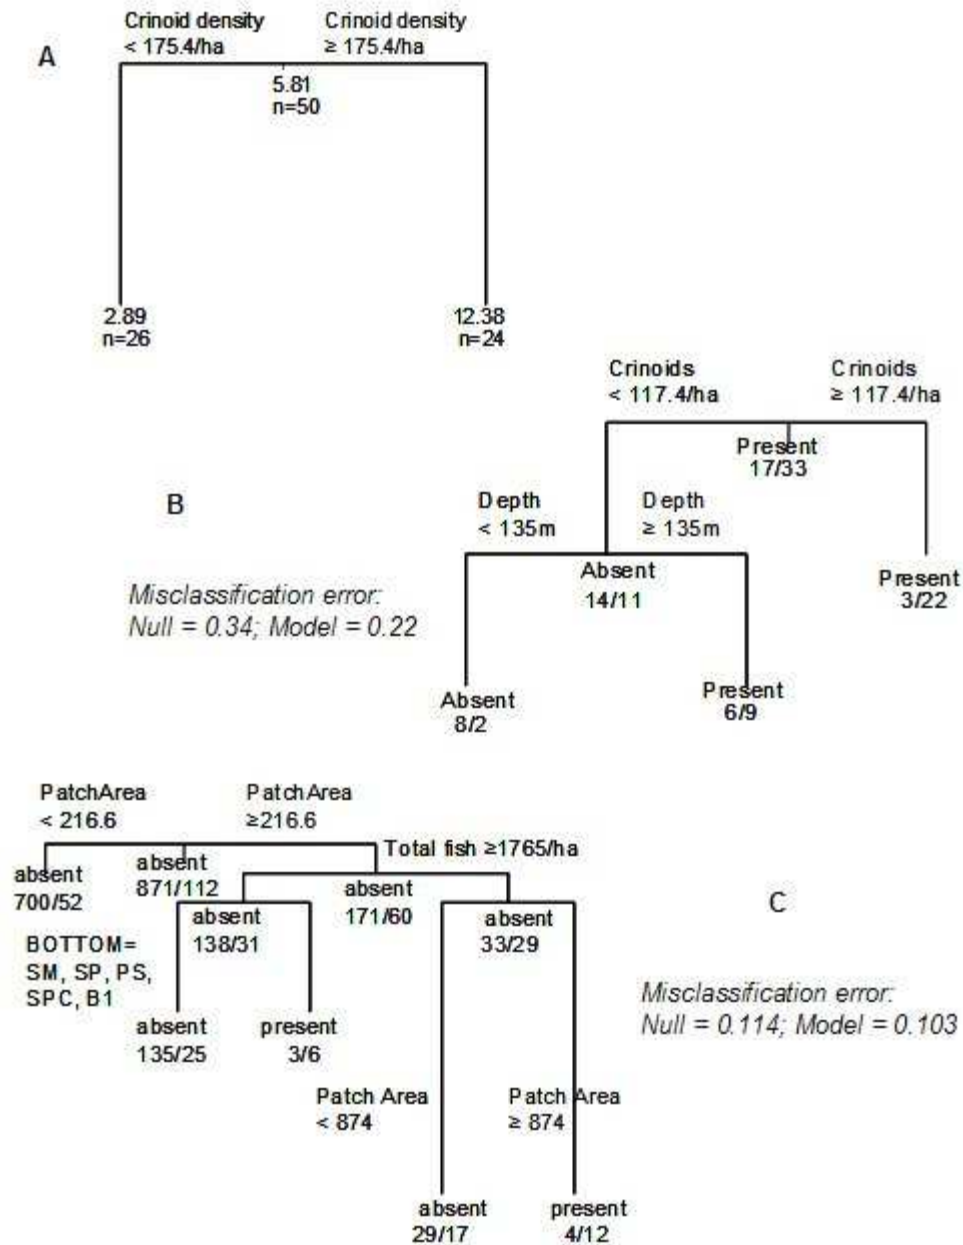 Crinoid density Crinoid density
< 175.4/ha ≥ 175.4/ha
A
5.81
n=50
2.89 12.38
n=26 n=24
Crinoids Crinoids
< 117.4/ha ≥ 117.4/ha
Present
17/33
B
Depth Depth
< 135m ≥ 135m
Absent
14/11
Present
3/22
Misclassification error:
Null = 0.34; Model = 0.22
Absent Present
8/2 6/9
PatchArea PatchArea
< 216.6 ≥216.6
Total fish ≥1765/ha
absent absent
700/52 871/112
absent
171/60
C
absent absent
138/31 33/29
BOTTOM=
SM, SP, PS,
SPC, B1
Misclassification error:
Null = 0.114; Model = 0.103
absent present
135/25 3/6
Patch Area Patch Area
< 874 ≥ 874
absent present
29/17 4/12